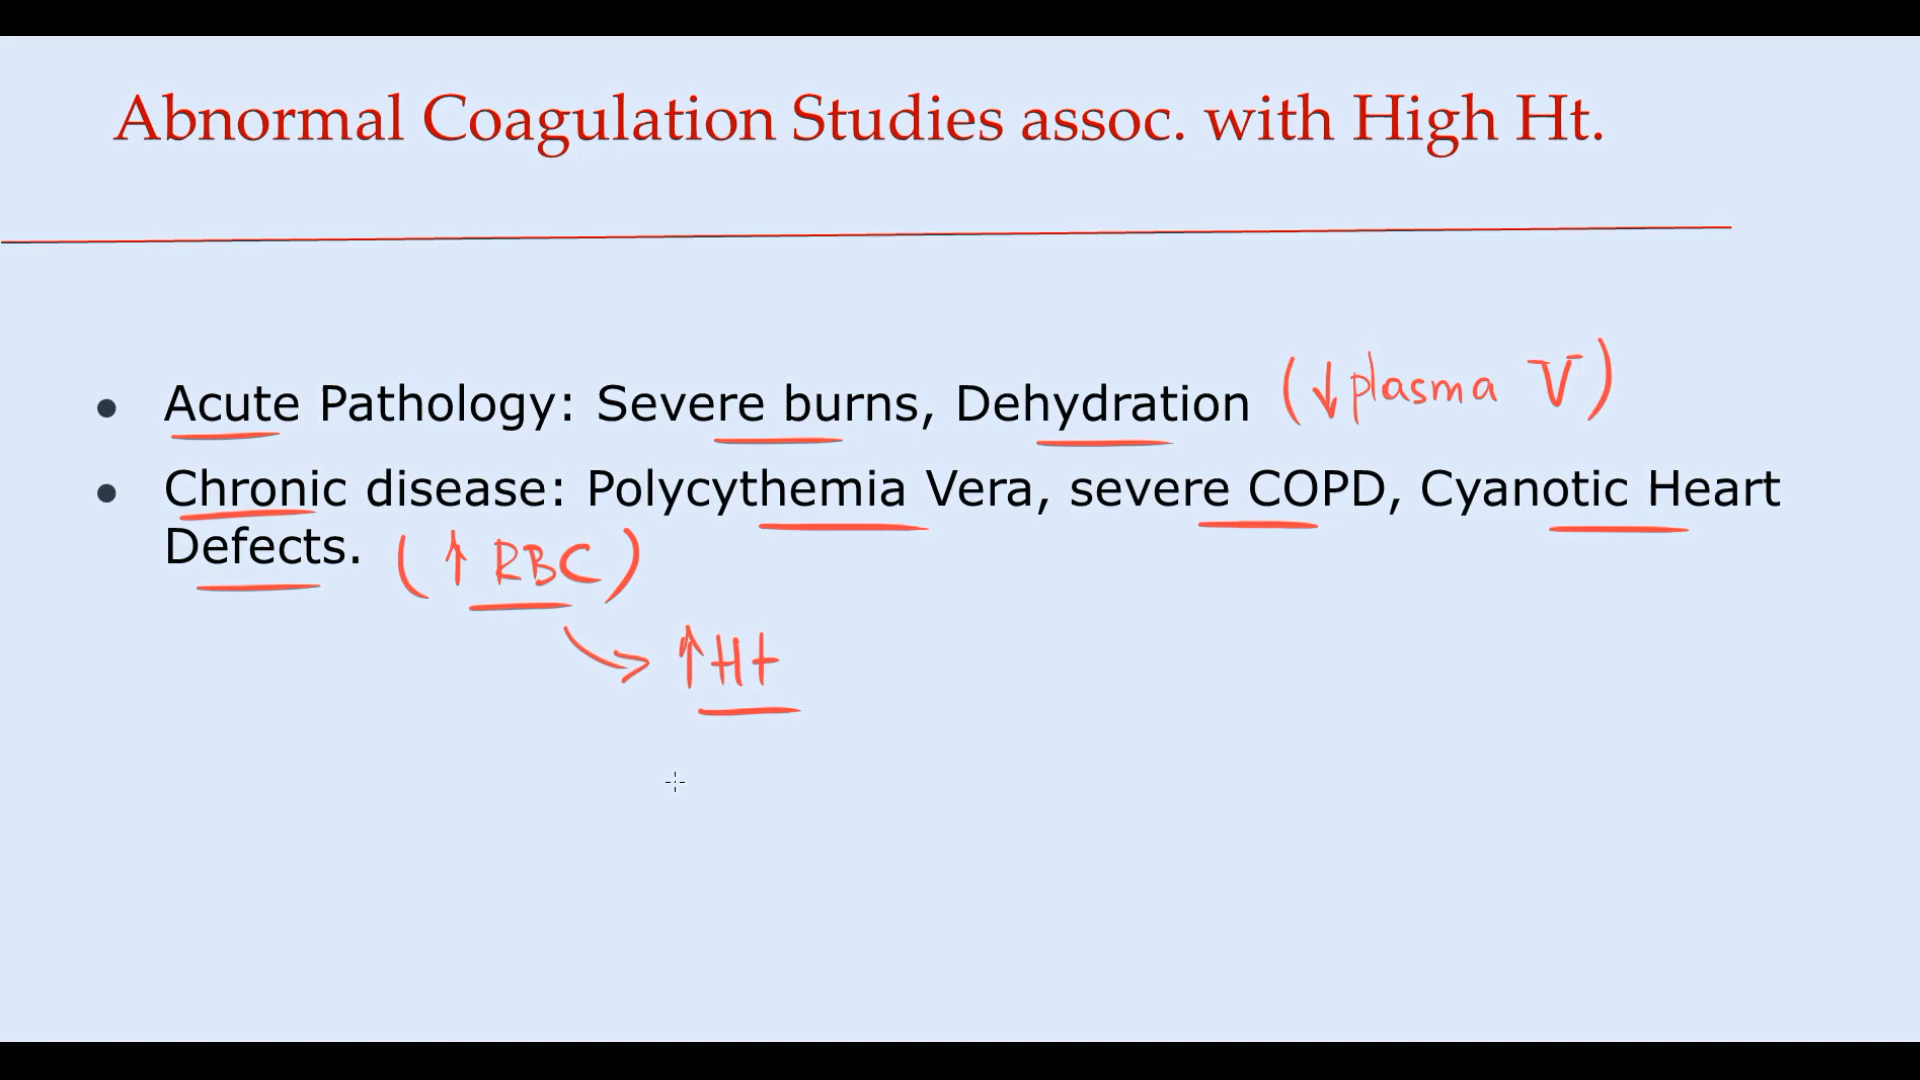 Abnormal Coagulation Studies assoc. with High Ht.
• Acute Pathology: Severe burns, Dehydration (↓ plasma V)
• Chronic disease: Polycythemia Vera, severe COPD, Cyanotic Heart
Defects. (↑ RBC)
→ ↑Ht